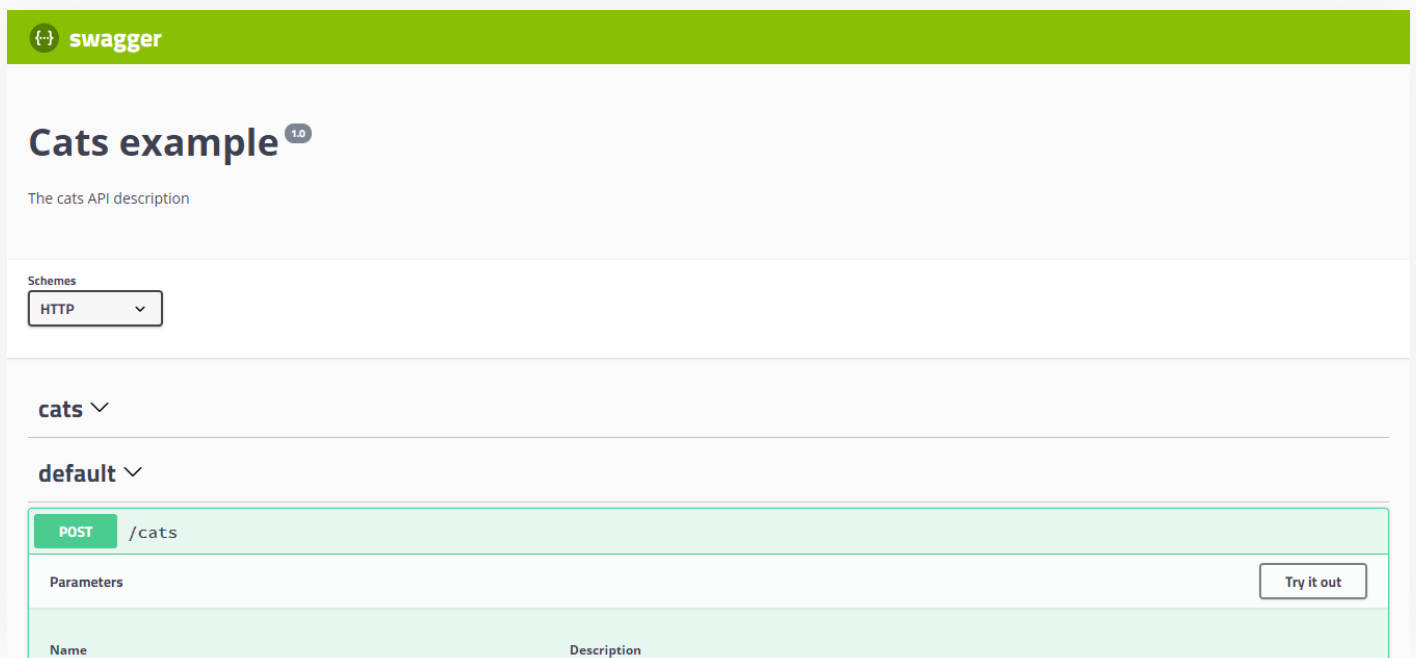 {...} swagger
Cats example 1.0
The cats API description
Schemes
HTTP
cats
default
POST /cats
Parameters Try it out
Name Description